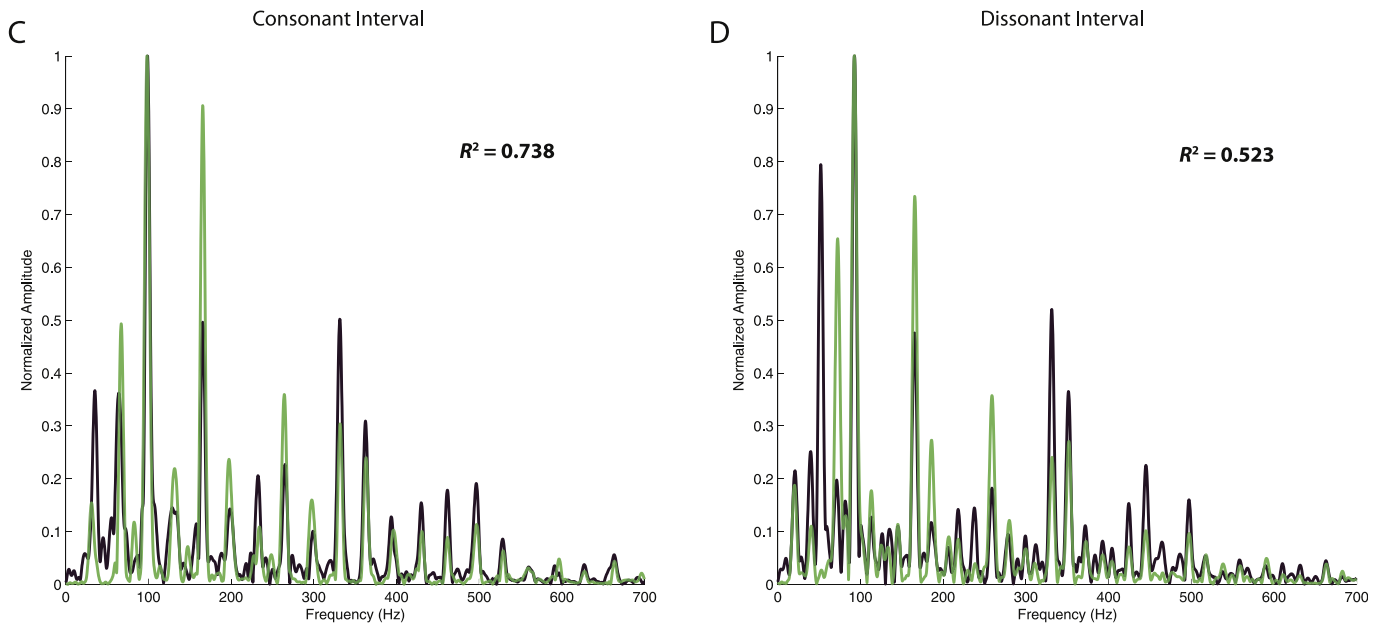 C
Consonant Interval
1
0.9
0.8
0.7
0.6
0.5
0.4
0.3
0.2
0.1
0
Normalized Amplitude
R² = 0.738
0 100 200 300 400 500 600 700
Frequency (Hz)
D
Dissonant Interval
1
0.9
0.8
0.7
0.6
0.5
0.4
0.3
0.2
0.1
0
Normalized Amplitude
R² = 0.523
0 100 200 300 400 500 600 700
Frequency (Hz)